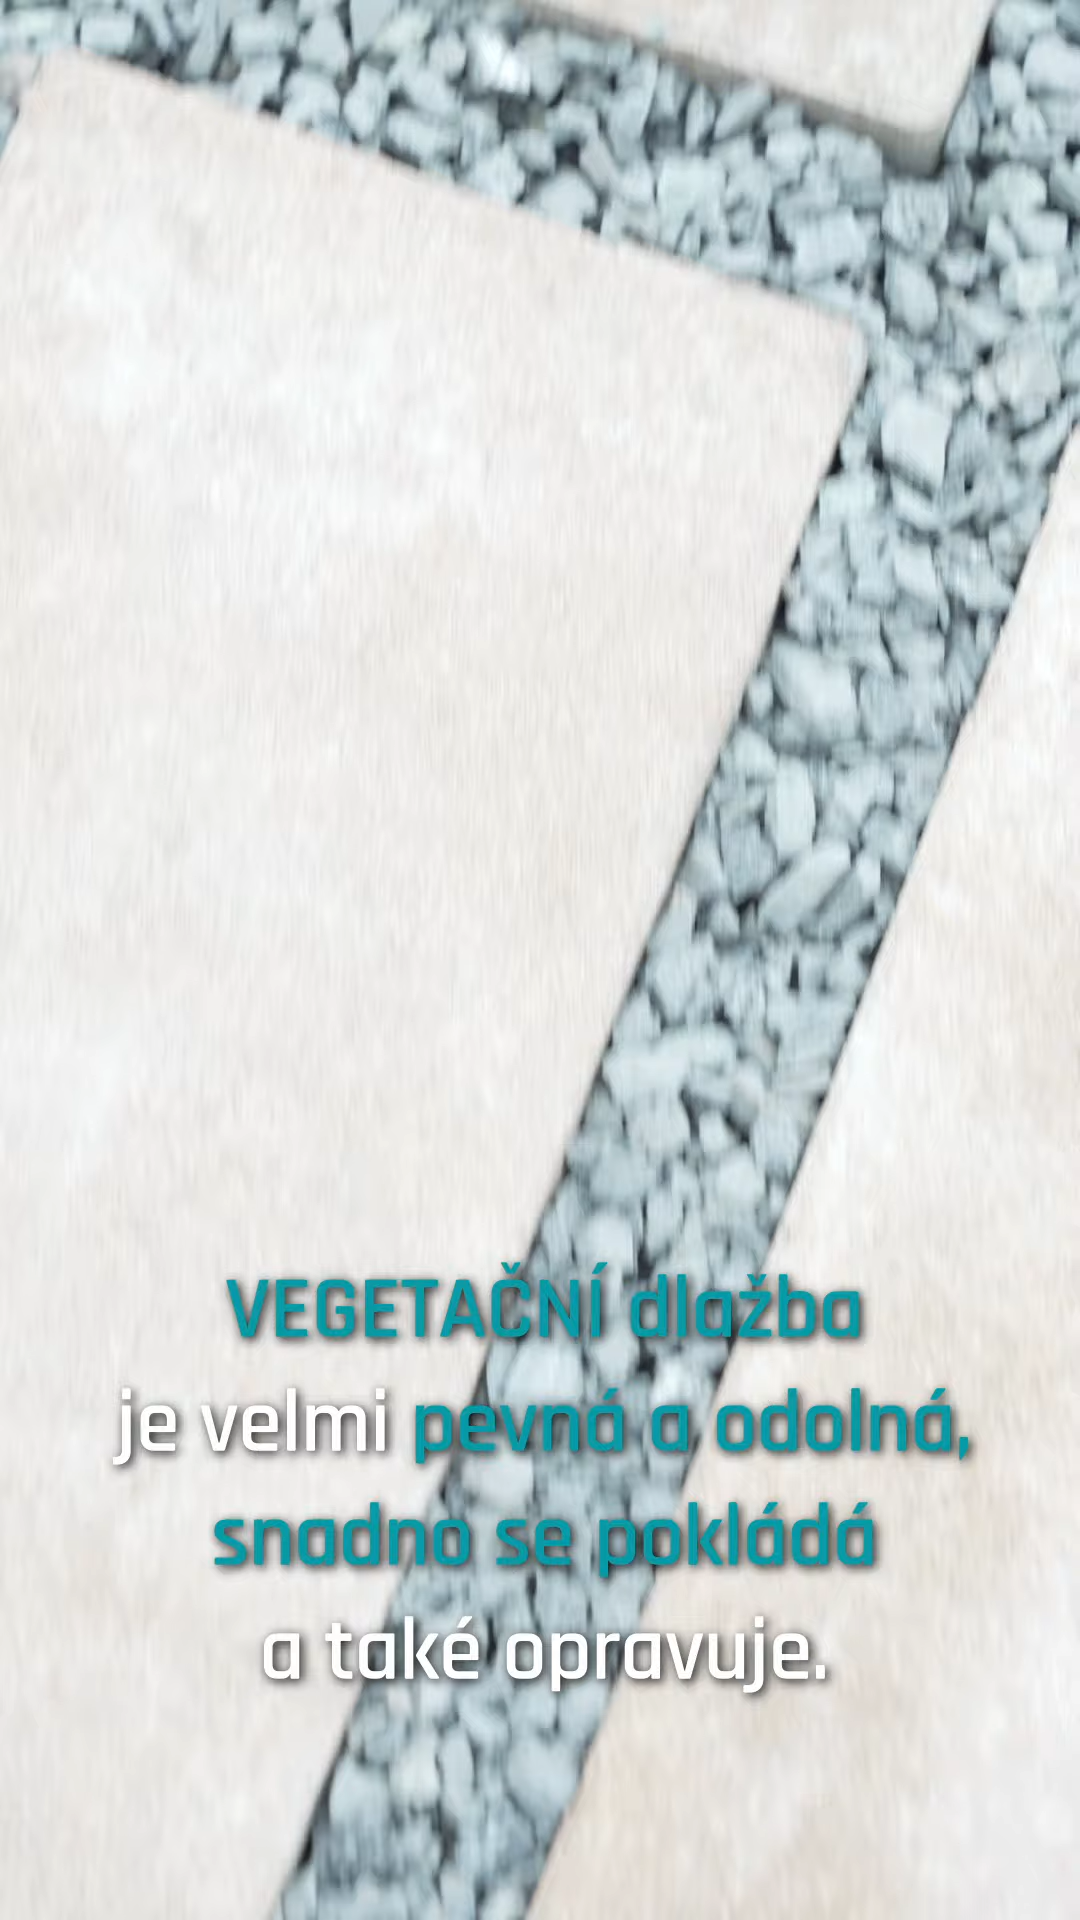 VEGETAČNÍ dlažba
je velmi pevná a odolná,
snadno se pokládá
a také opravuje.